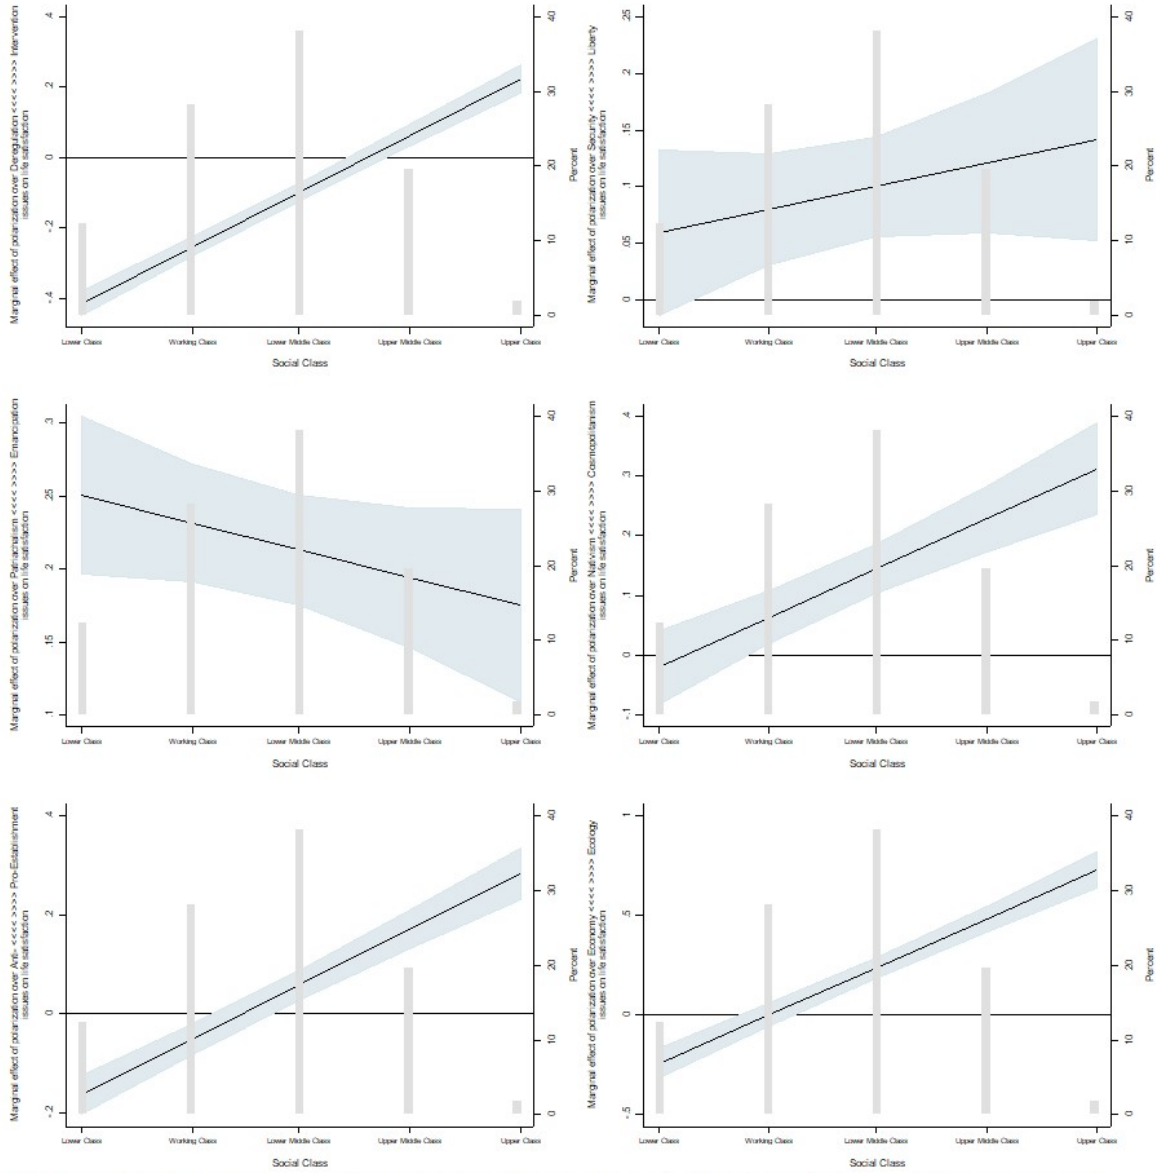 Marginal effect of polarization over Deregulation <<<< >>>> Intervention
issues on life satisfaction
.4
.2
0
-.2
-.4
40
30
20
10
0
Percent
Lower Class
Working Class
Lower Middle Class
Upper Middle Class
Upper Class
Social Class
Marginal effect of polarization over Security <<<< >>>> Liberty
issues on life satisfaction
.25
.2
.15
.1
.05
0
40
30
20
10
0
Percent
Lower Class
Working Class
Lower Middle Class
Upper Middle Class
Upper Class
Social Class
Marginal effect of polarization over Patriachalism <<<< >>>> Emancipation
issues on life satisfaction
.3
.25
.2
.15
.1
40
30
20
10
0
Percent
Lower Class
Working Class
Lower Middle Class
Upper Middle Class
Upper Class
Social Class
Marginal effect of polarization over Nativism <<<< >>>> Cosmopolitanism
issues on life satisfaction
.4
.3
.2
.1
0
-.1
40
30
20
10
0
Percent
Lower Class
Working Class
Lower Middle Class
Upper Middle Class
Upper Class
Social Class
Marginal effect of polarization over Anti- <<<< >>>> Pro-Establishment
issues on life satisfaction
.4
.2
0
-.2
40
30
20
10
0
Percent
Lower Class
Working Class
Lower Middle Class
Upper Middle Class
Upper Class
Social Class
Marginal effect of polarization over Economy <<<< >>>> Ecology
issues on life satisfaction
1
.5
0
-.5
40
30
20
10
0
Percent
Lower Class
Working Class
Lower Middle Class
Upper Middle Class
Upper Class
Social Class